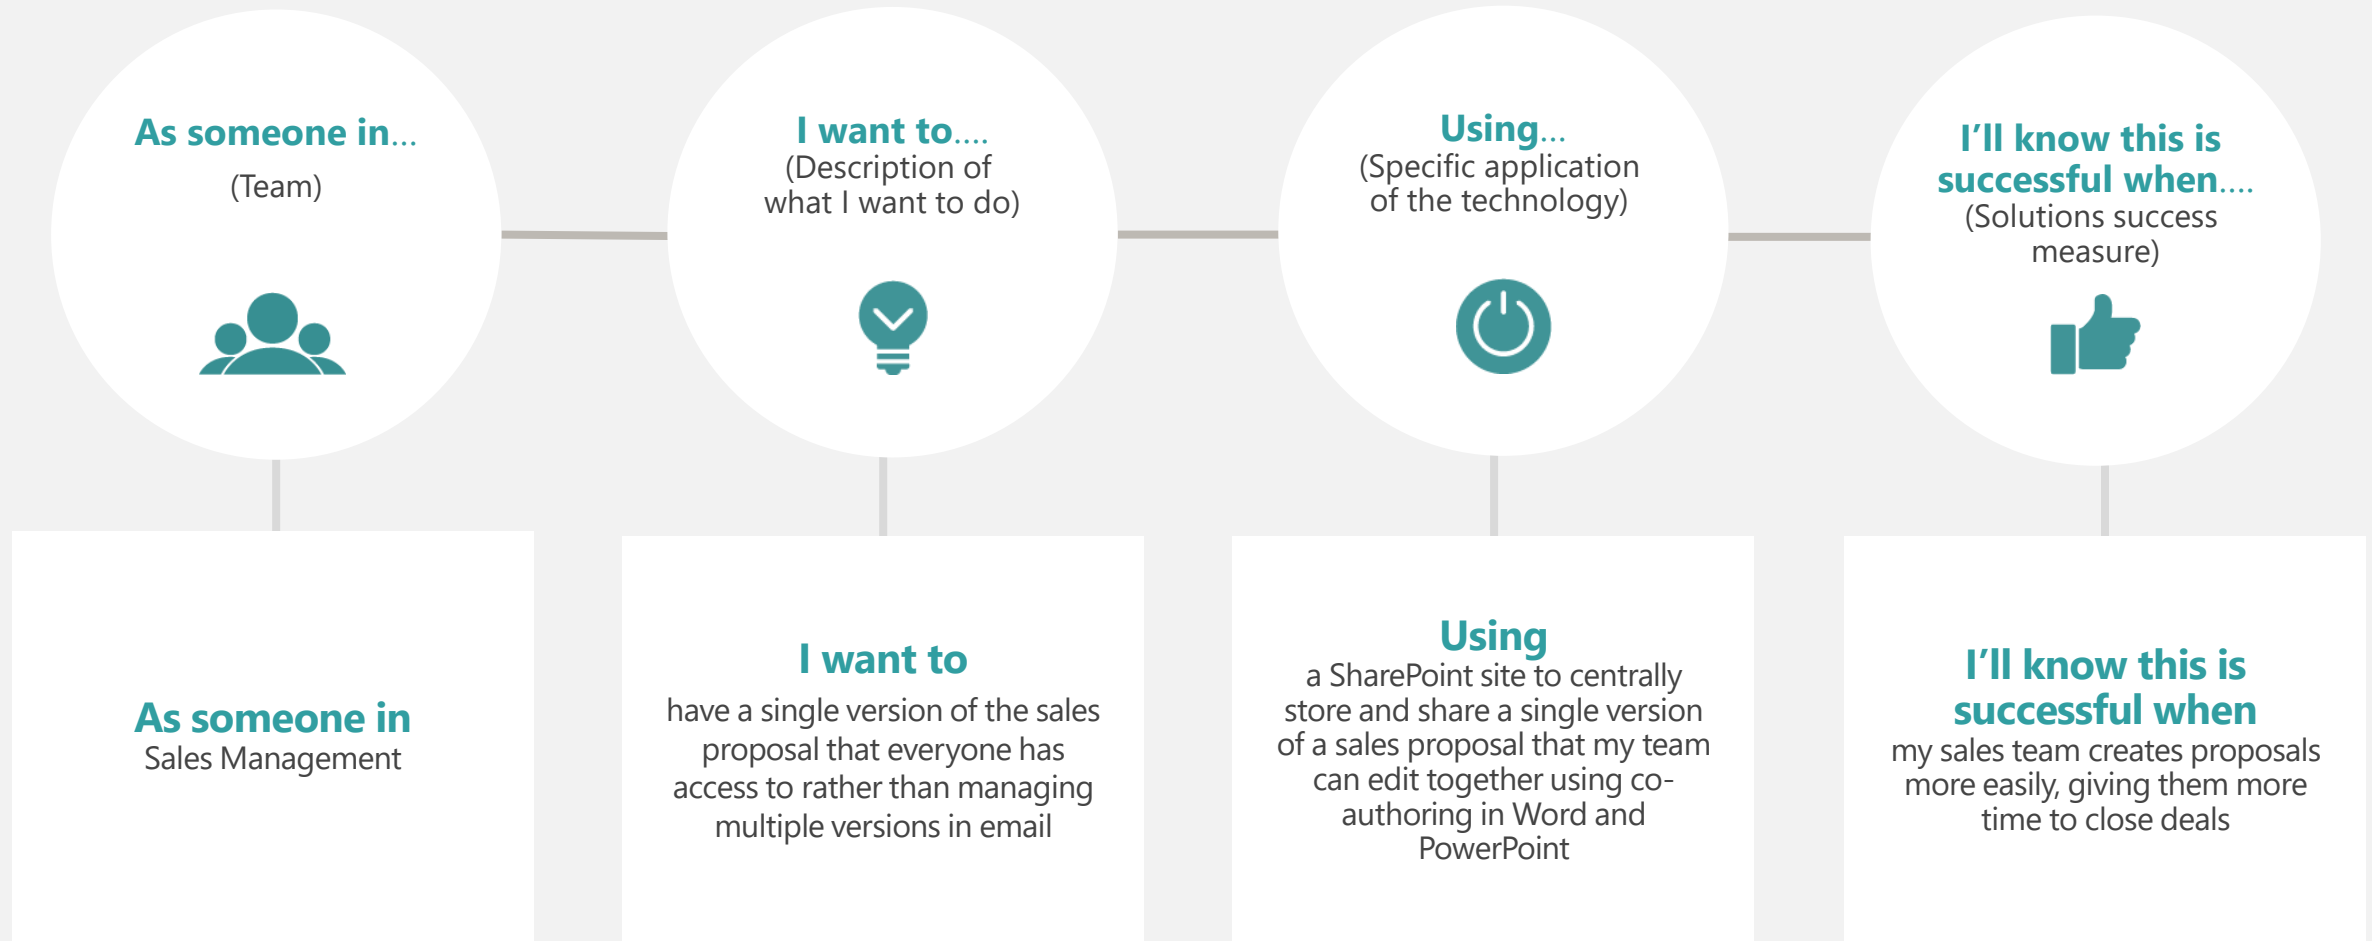 As someone in...
(Team)
I want to....
(Description of
what I want to do)
Using...
(Specific application
of the technology)
I’ll know this is
successful when....
(Solutions success
measure)
As someone in
Sales Management
I want to
have a single version of the sales
proposal that everyone has
access to rather than managing
multiple versions in email
Using
a SharePoint site to centrally
store and share a single version
of a sales proposal that my team
can edit together using co-
authoring in Word and
PowerPoint
I’ll know this is
successful when
my sales team creates proposals
more easily, giving them more
time to close deals